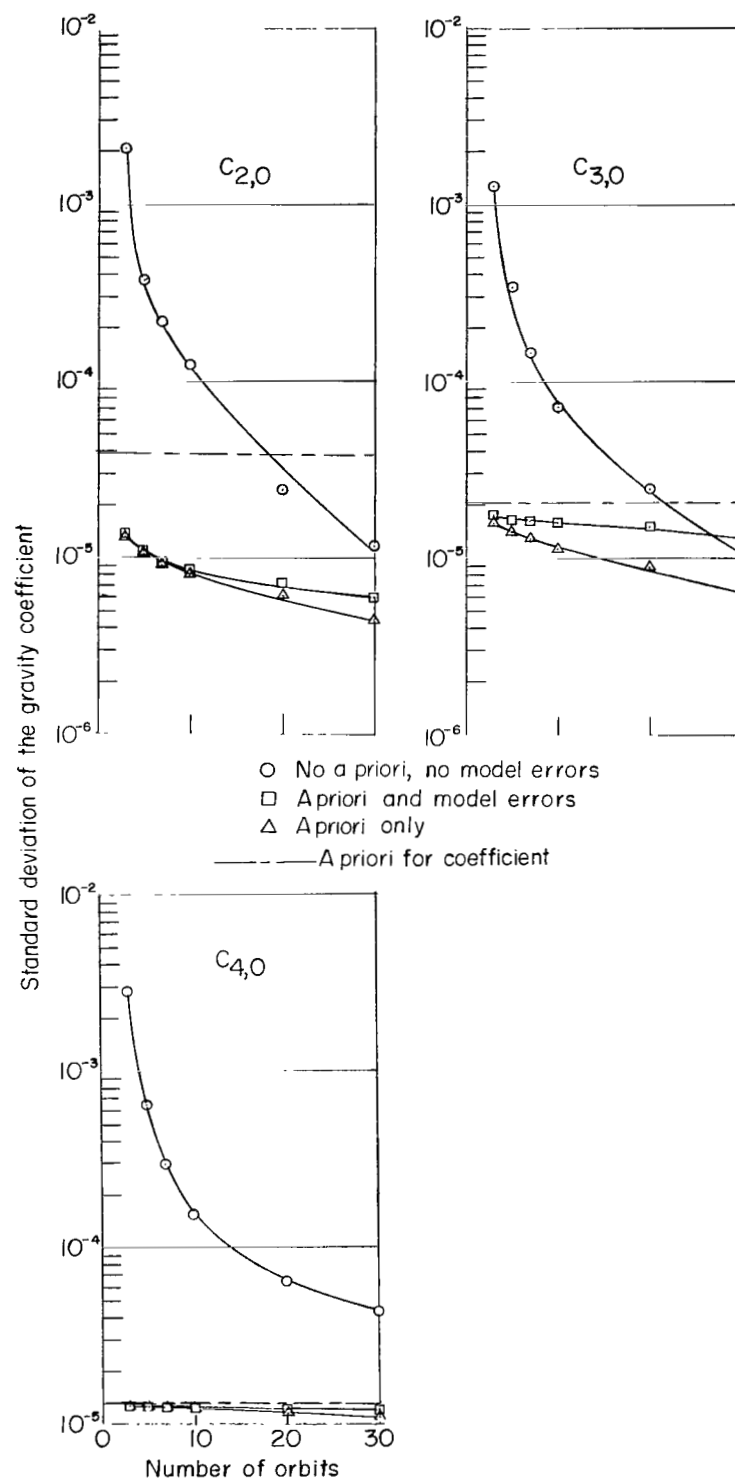 10⁻²
10⁻³
10⁻⁴
10⁻⁵
10⁻⁶
C2,0
10⁻²
10⁻³
10⁻⁴
10⁻⁵
10⁻⁶
C3,0
Standard deviation of the gravity coefficient
No a priori, no model errors
A priori and model errors
A priori only
A priori for coefficient
10⁻²
10⁻³
10⁻⁴
10⁻⁵
C4,0
0 10 20 30
Number of orbits